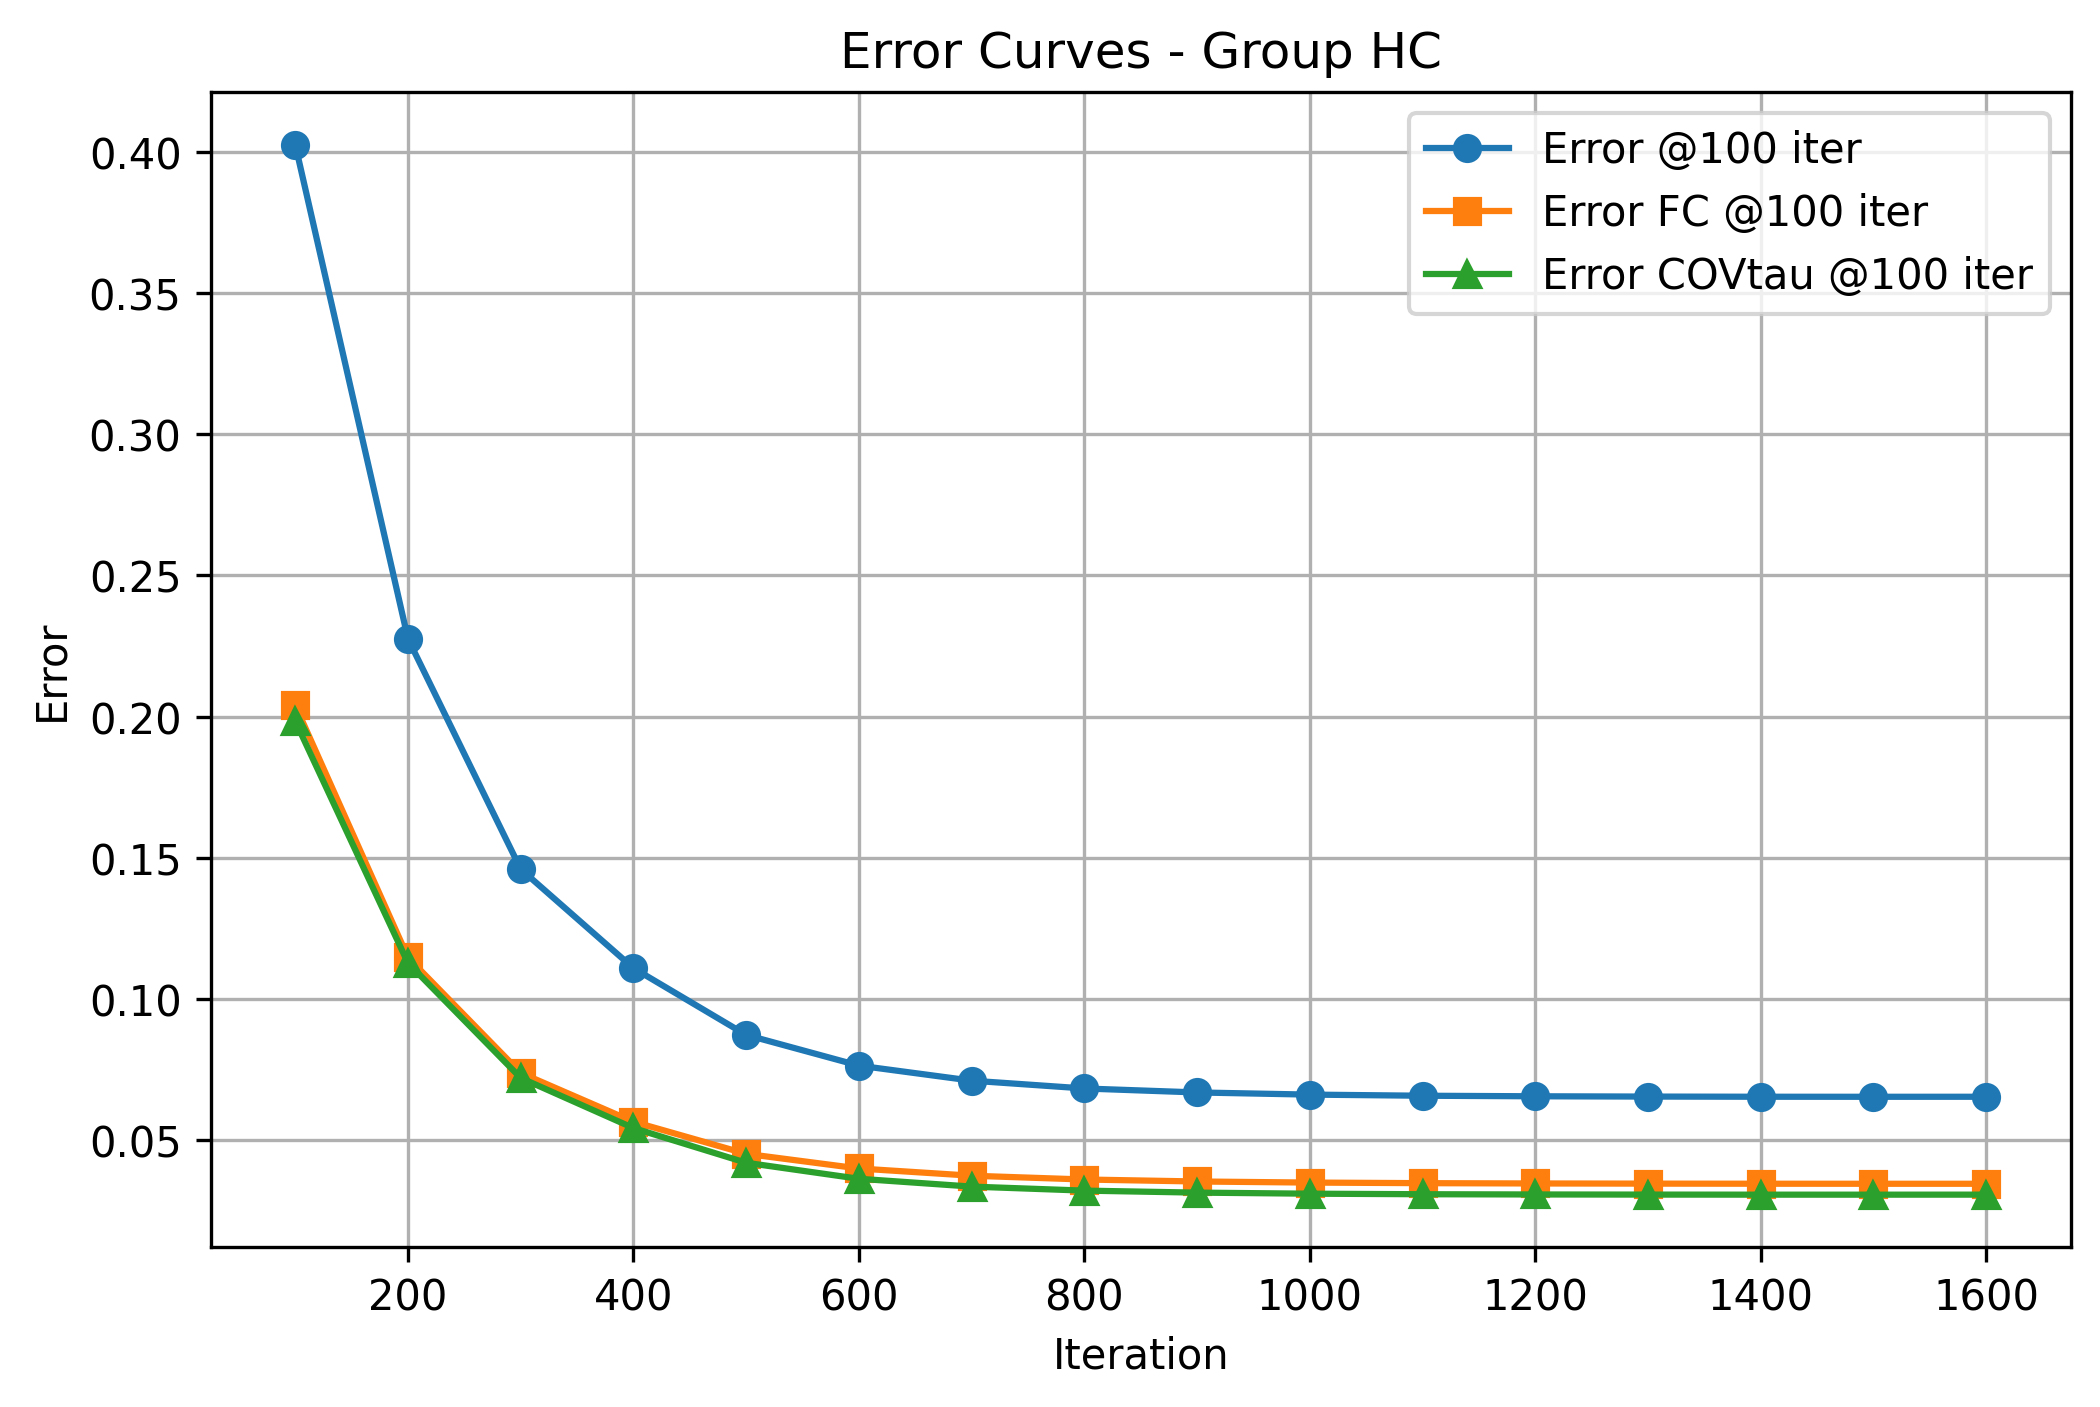 Error Curves - Group HC
Error @100 iter
Error FC @100 iter
Error COVtau @100 iter
0.40
0.35
0.30
0.25
0.20
0.15
0.10
0.05
Error
200 400 600 800 1000 1200 1400 1600
Iteration